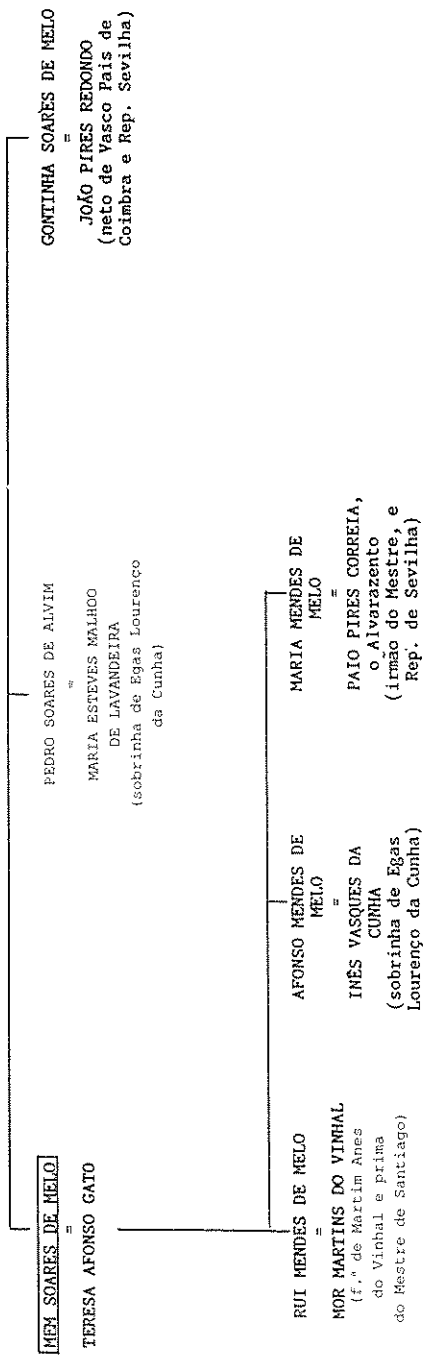 MEM SOARES DE MELO
=
TERESA AFONSO GATO
PEDRO SOARES DE ALVIM
=
MARIA ESTEVES MALHOO
DE LAVANDEIRA
(sobrinha de Egas Lourenço
da Cunha)
GONTINHA SOARES DE MELO
=
JOÃO PIRES REDONDO
(neto de Vasco Pais de
Coimbra e Rep. Sevilha)
RUI MENDES DE MELO
=
MOR MARTINS DO VINHAL
(f.ª de Martim Anes
do Vinhal e prima
do Mestre de Santiago)
AFONSO MENDES DE
MELO
=
INÊS VASQUES DA
CUNHA
(sobrinha de Egas
Lourenço da Cunha)
MARIA MENDES DE
MELO
=
PAIO PIRES CORREIA,
o Alvarazento
(irmão do Mestre, e
Rep. de Sevilha)